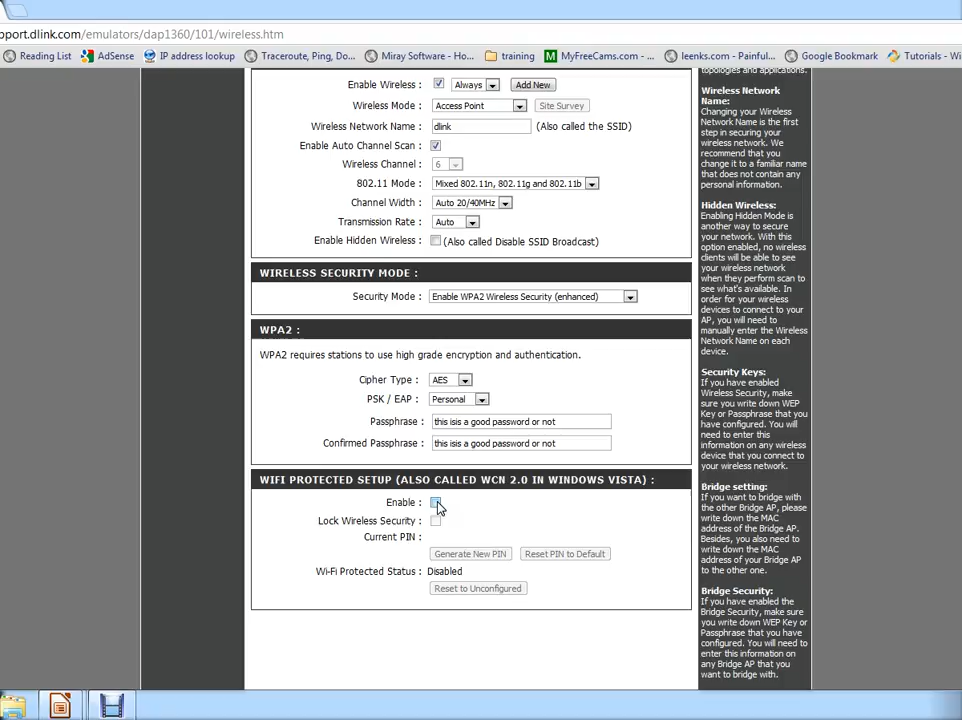 pport.dlink.com/emulators/dap1360/101/wireless.htm
Reading List AdSense IP address lookup Traceroute, Ping, Do... Miray Software - Ho... training MyFreeCams.com - ... leenks.com - Painful... Google Bookmark Tutorials - Wi
Enable Wireless : Always Add New
Wireless Mode : Access Point Site Survey
Wireless Network Name : dlink (Also called the SSID)
Enable Auto Channel Scan :
Wireless Channel : 6
802.11 Mode : Mixed 802.11n, 802.11g and 802.11b
Channel Width : Auto 20/40MHz
Transmission Rate : Auto
Enable Hidden Wireless : (Also called Disable SSID Broadcast)
WIRELESS SECURITY MODE :
Security Mode : Enable WPA2 Wireless Security (enhanced)
WPA2 :
WPA2 requires stations to use high grade encryption and authentication.
Cipher Type : AES
PSK / EAP : Personal
Passphrase : this isis a good password or not
Confirmed Passphrase : this isis a good password or not
WIFI PROTECTED SETUP (ALSO CALLED WCN 2.0 IN WINDOWS VISTA) :
Enable :
Lock Wireless Security :
Current PIN :
Generate New PIN Reset PIN to Default
Wi-Fi Protected Status : Disabled
Reset to Unconfigured
topologies and applications.
Wireless Network
Name:
Changing your Wireless
Network Name is the first
step in securing your
wireless network. We
recommend that you
change it to a familiar name
that does not contain any
personal information.
Hidden Wireless:
Enabling Hidden Mode is
another way to secure
your network. With this
option enabled, no wireless
clients will be able to see
your wireless network
when they perform scan to
see what's available. In
order for your wireless
devices to connect to your
AP, you will need to
manually enter the Wireless
Network Name on each
device.
Security Keys:
If you have enabled
Wireless Security, make
sure you write down WEP
Key or Passphrase that you
have configured. You will
need to enter this
information on any wireless
device that you connect to
your wireless network.
Bridge setting:
If you want to bridge with
the other Bridge AP, please
write down the MAC
address of the Bridge AP.
Besides, you also need to
write down the MAC
address of your Bridge AP
to the other one.
Bridge Security:
If you have enabled the
Bridge Security, make sure
you write down WEP Key or
Passphrase that you have
configured. You will need to
enter this information on
any Bridge AP that you
want to bridge with.